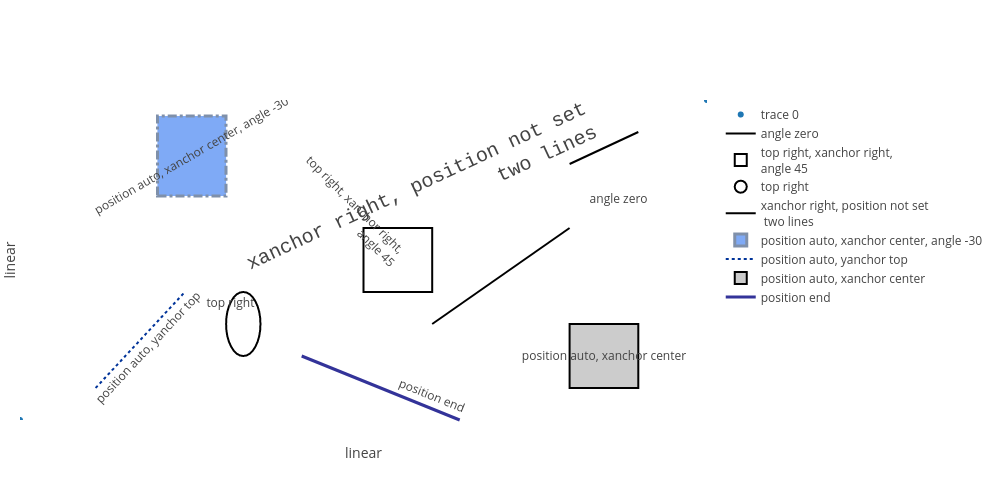 position auto, xanchor center, angle -30
top right, xanchor right,
angle 45
xanchor right, position not set
two lines
angle zero
top right
position auto, yanchor top
position auto, xanchor center
position end
linear
linear
trace 0
angle zero
top right, xanchor right,
angle 45
top right
xanchor right, position not set
two lines
position auto, xanchor center, angle -30
position auto, yanchor top
position auto, xanchor center
position end